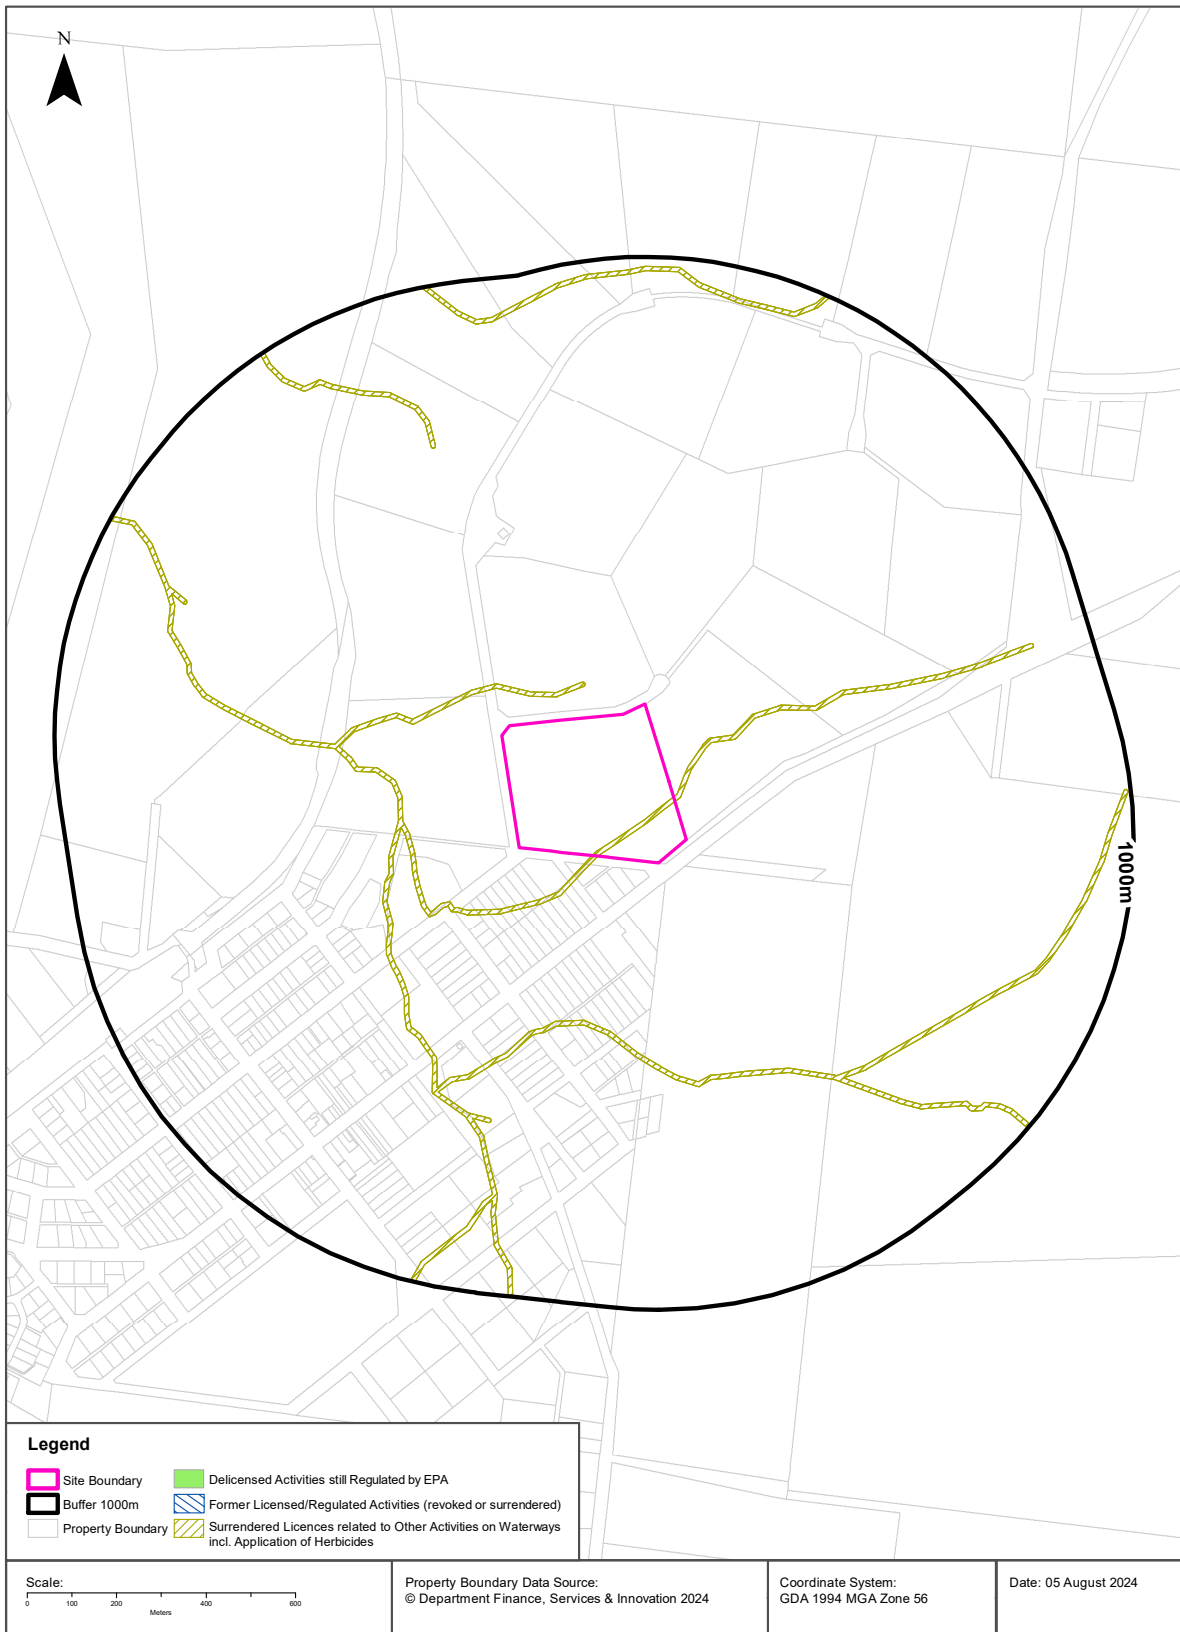 N
1000m
Legend
Site Boundary
Buffer 1000m
Property Boundary
Delicensed Activities still Regulated by EPA
Former Licensed/Regulated Activities (revoked or surrendered)
Surrendered Licences related to Other Activities on Waterways
incl. Application of Herbicides
Scale:
0 100 200 400 600
Meters
Property Boundary Data Source:
© Department Finance, Services & Innovation 2024
Coordinate System:
GDA 1994 MGA Zone 56
Date: 05 August 2024